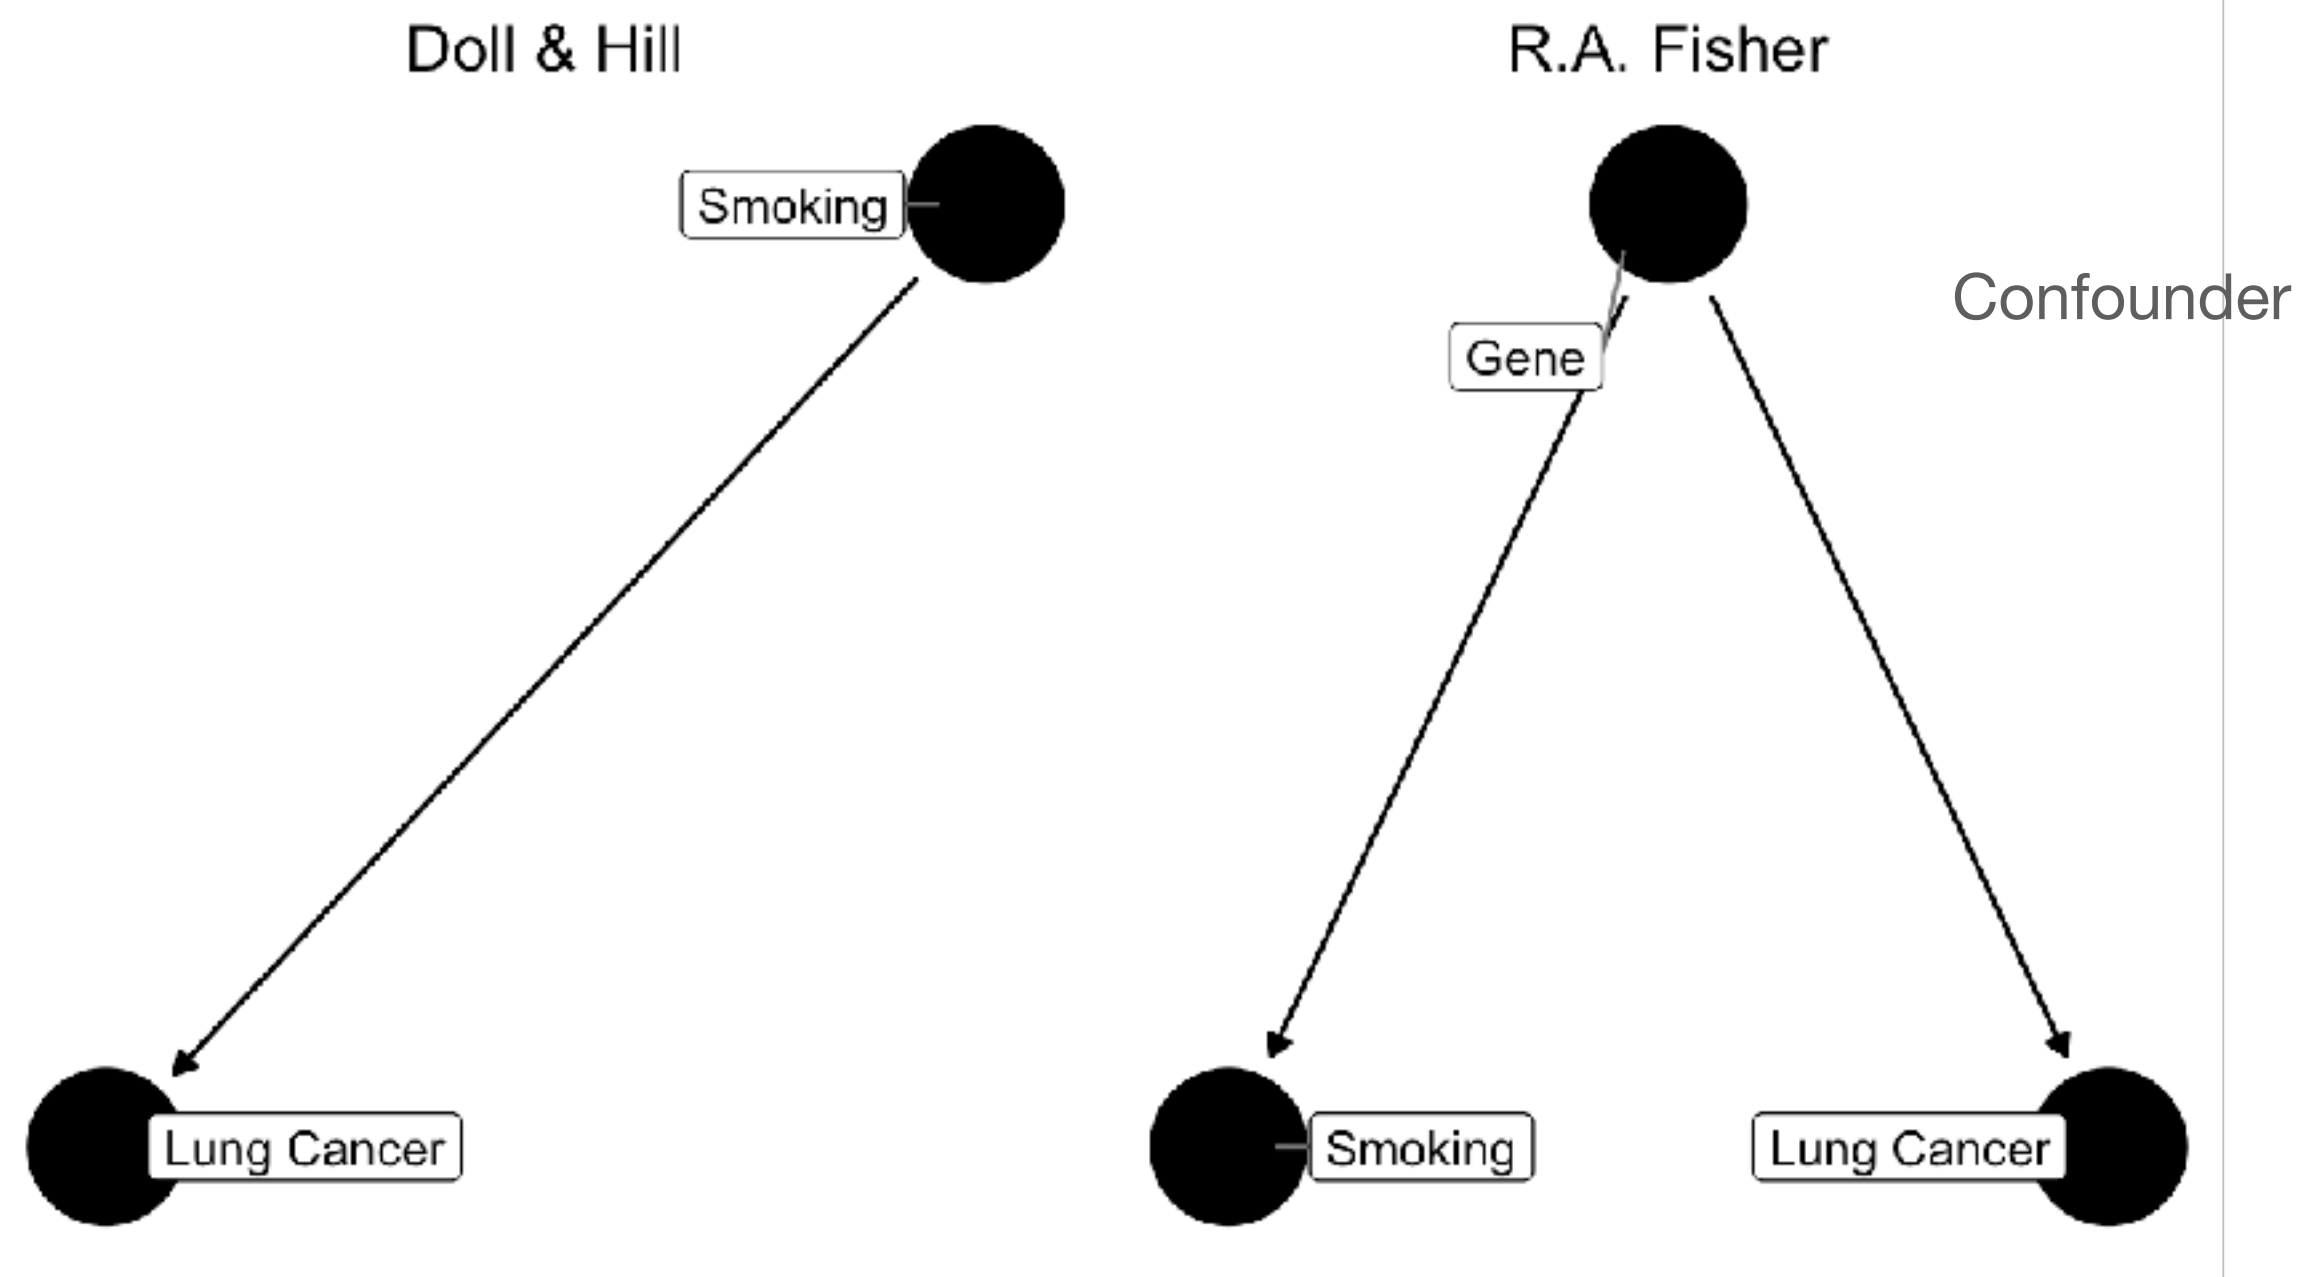 Doll & Hill
Smoking
Lung Cancer
R.A. Fisher
Confounder
Gene
Smoking
Lung Cancer